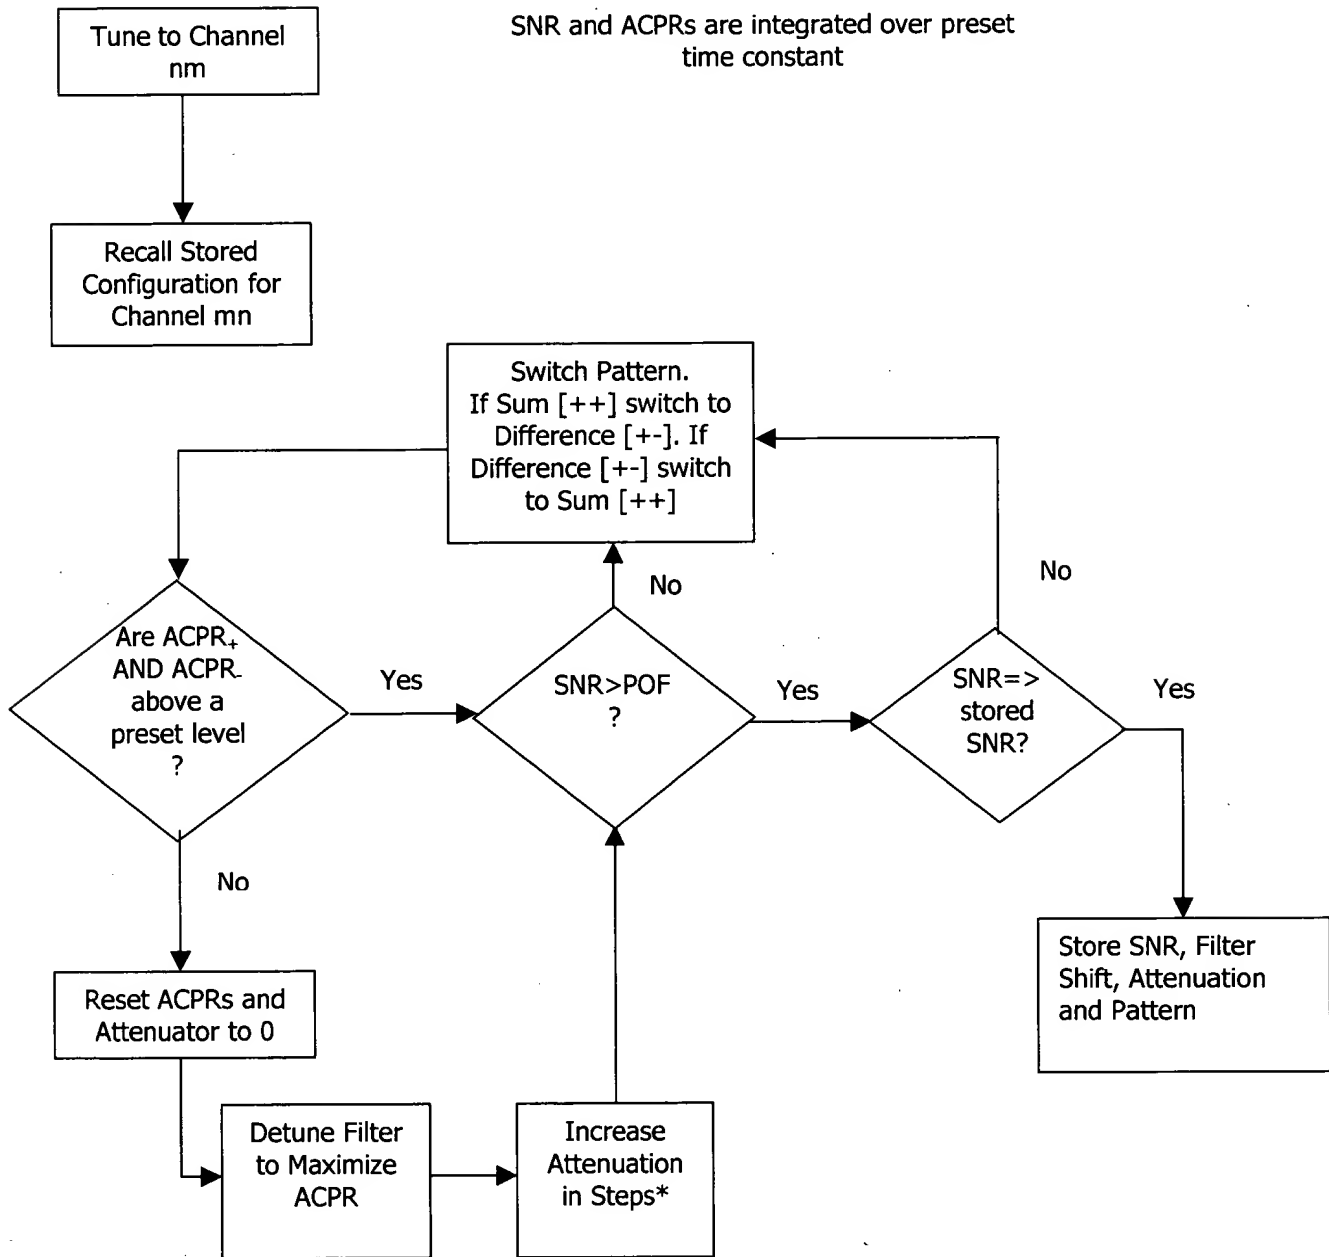 Tune to Channel
nm
SNR and ACPRs are integrated over preset
time constant
Recall Stored
Configuration for
Channel mn
Switch Pattern.
If Sum [++] switch to
Difference [+-]. If
Difference [+-] switch
to Sum [++]
No
No
Are ACPR+
AND ACPR-
above a
preset level
?
Yes
SNR>POF
?
Yes
SNR=>
stored
SNR?
Yes
No
Reset ACPRs and
Attenuator to 0
Store SNR, Filter
Shift, Attenuation
and Pattern
Detune Filter
to Maximize
ACPR
Increase
Attenuation
in Steps*